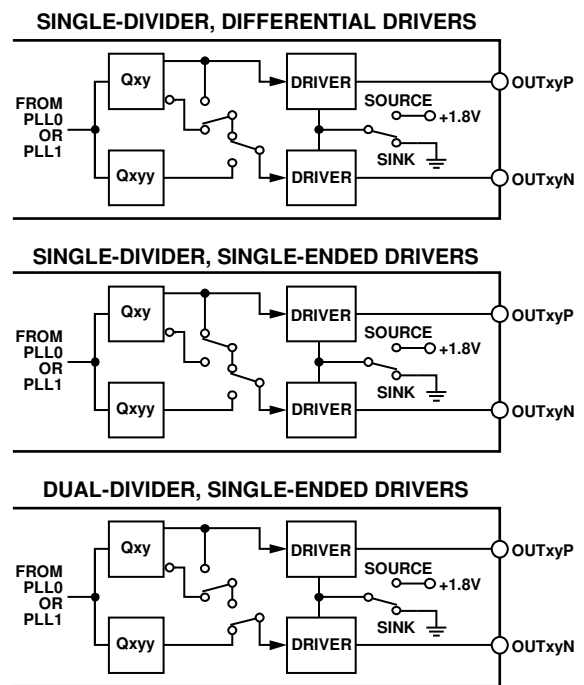 SINGLE-DIVIDER, DIFFERENTIAL DRIVERS
Qxy
DRIVER
OUTxyP
FROM
PLL0
OR
PLL1
SOURCE
+1.8V
SINK
Qxyy
DRIVER
OUTxyN
SINGLE-DIVIDER, SINGLE-ENDED DRIVERS
Qxy
DRIVER
OUTxyP
FROM
PLL0
OR
PLL1
SOURCE
+1.8V
SINK
Qxyy
DRIVER
OUTxyN
DUAL-DIVIDER, SINGLE-ENDED DRIVERS
Qxy
DRIVER
OUTxyP
FROM
PLL0
OR
PLL1
SOURCE
+1.8V
SINK
Qxyy
DRIVER
OUTxyN